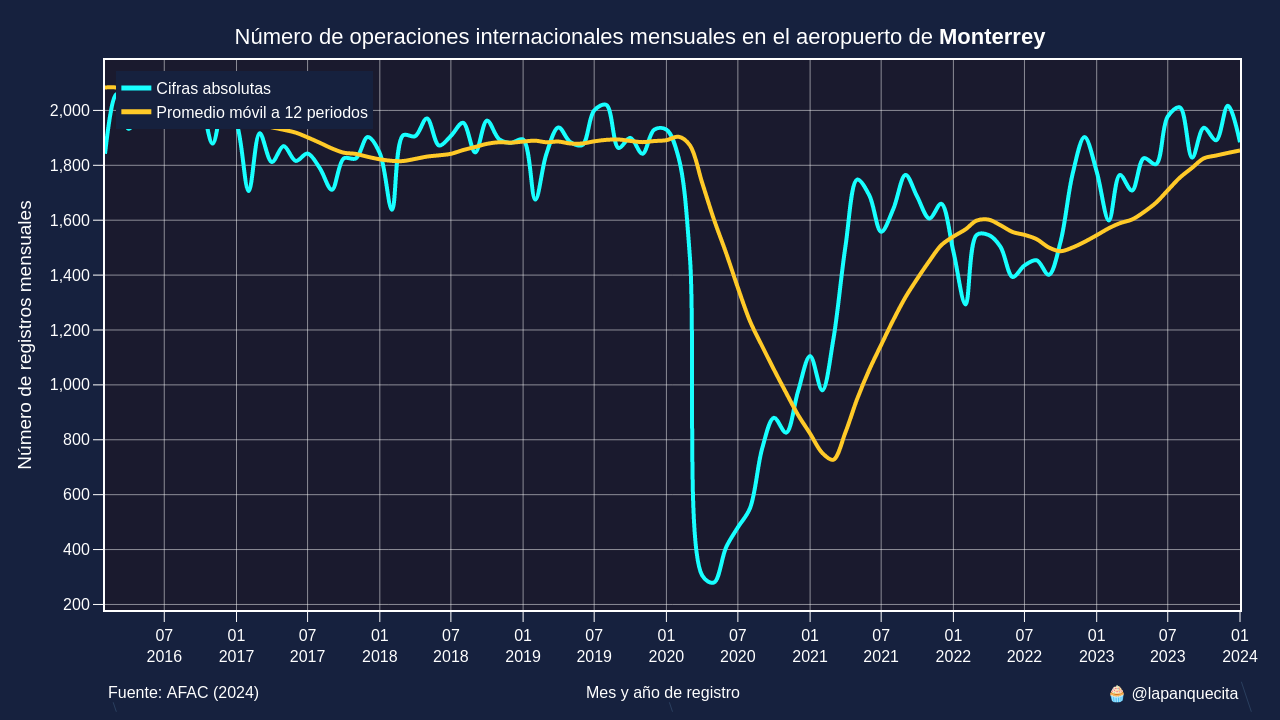 Número de operaciones internacionales mensuales en el aeropuerto de Monterrey
Cifras absolutas
Promedio móvil a 12 periodos
Número de registros mensuales
2,000
1,800
1,600
1,400
1,200
1,000
800
600
400
200
07 01 07 01 07 01 07 01 07 01 07 01 07 01 07 01
2016 2017 2017 2018 2018 2019 2019 2020 2020 2021 2021 2022 2022 2023 2023 2024
Fuente: AFAC (2024) Mes y año de registro 🧁 @lapanquecita